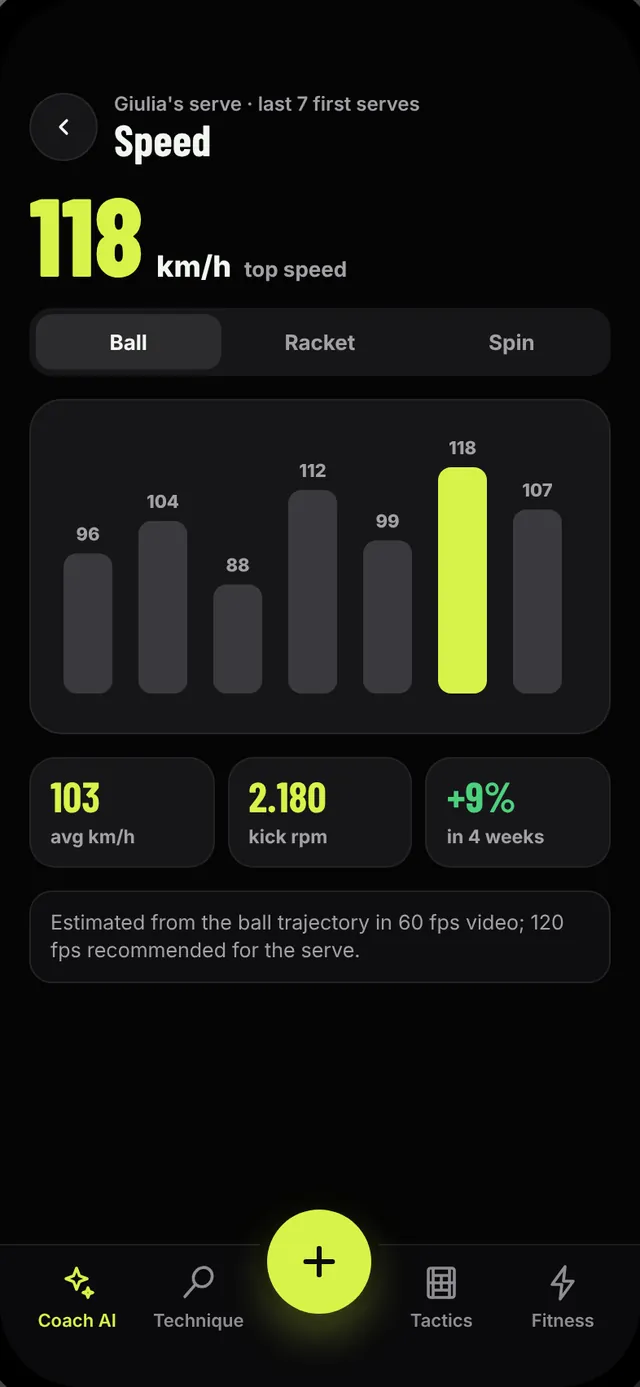 Giulia's serve · last 7 first serves
Speed
118 km/h top speed
Ball Racket Spin
118
112
107
104
99
96
88
103 2.180 +9%
avg km/h kick rpm in 4 weeks
Estimated from the ball trajectory in 60 fps video; 120
fps recommended for the serve.
Coach AI Technique Tactics Fitness